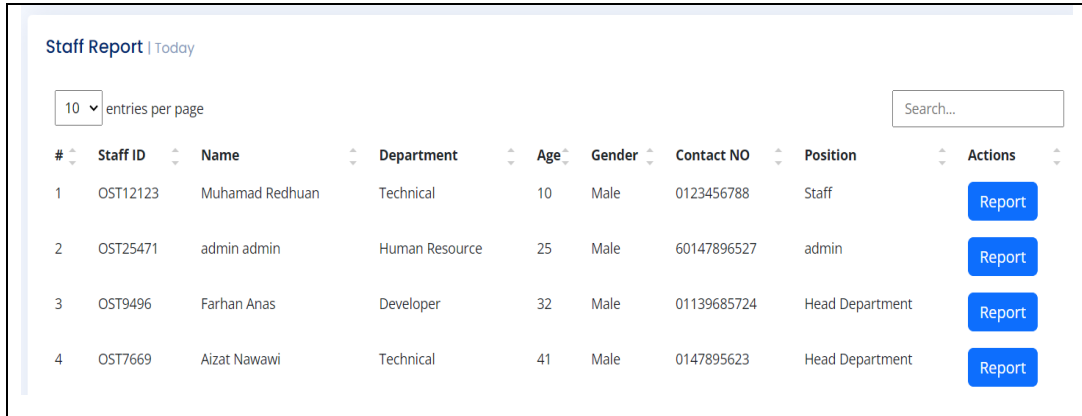 Staff Report | Today
10 entries per page Search...
# Staff ID Name Department Age Gender Contact NO Position Actions
1 OST12123 Muhamad Redhuan Technical 10 Male 0123456788 Staff Report
2 OST25471 admin admin Human Resource 25 Male 60147896527 admin Report
3 OST9496 Farhan Anas Developer 32 Male 01139685724 Head Department Report
4 OST7669 Aizat Nawawi Technical 41 Male 0147895623 Head Department Report